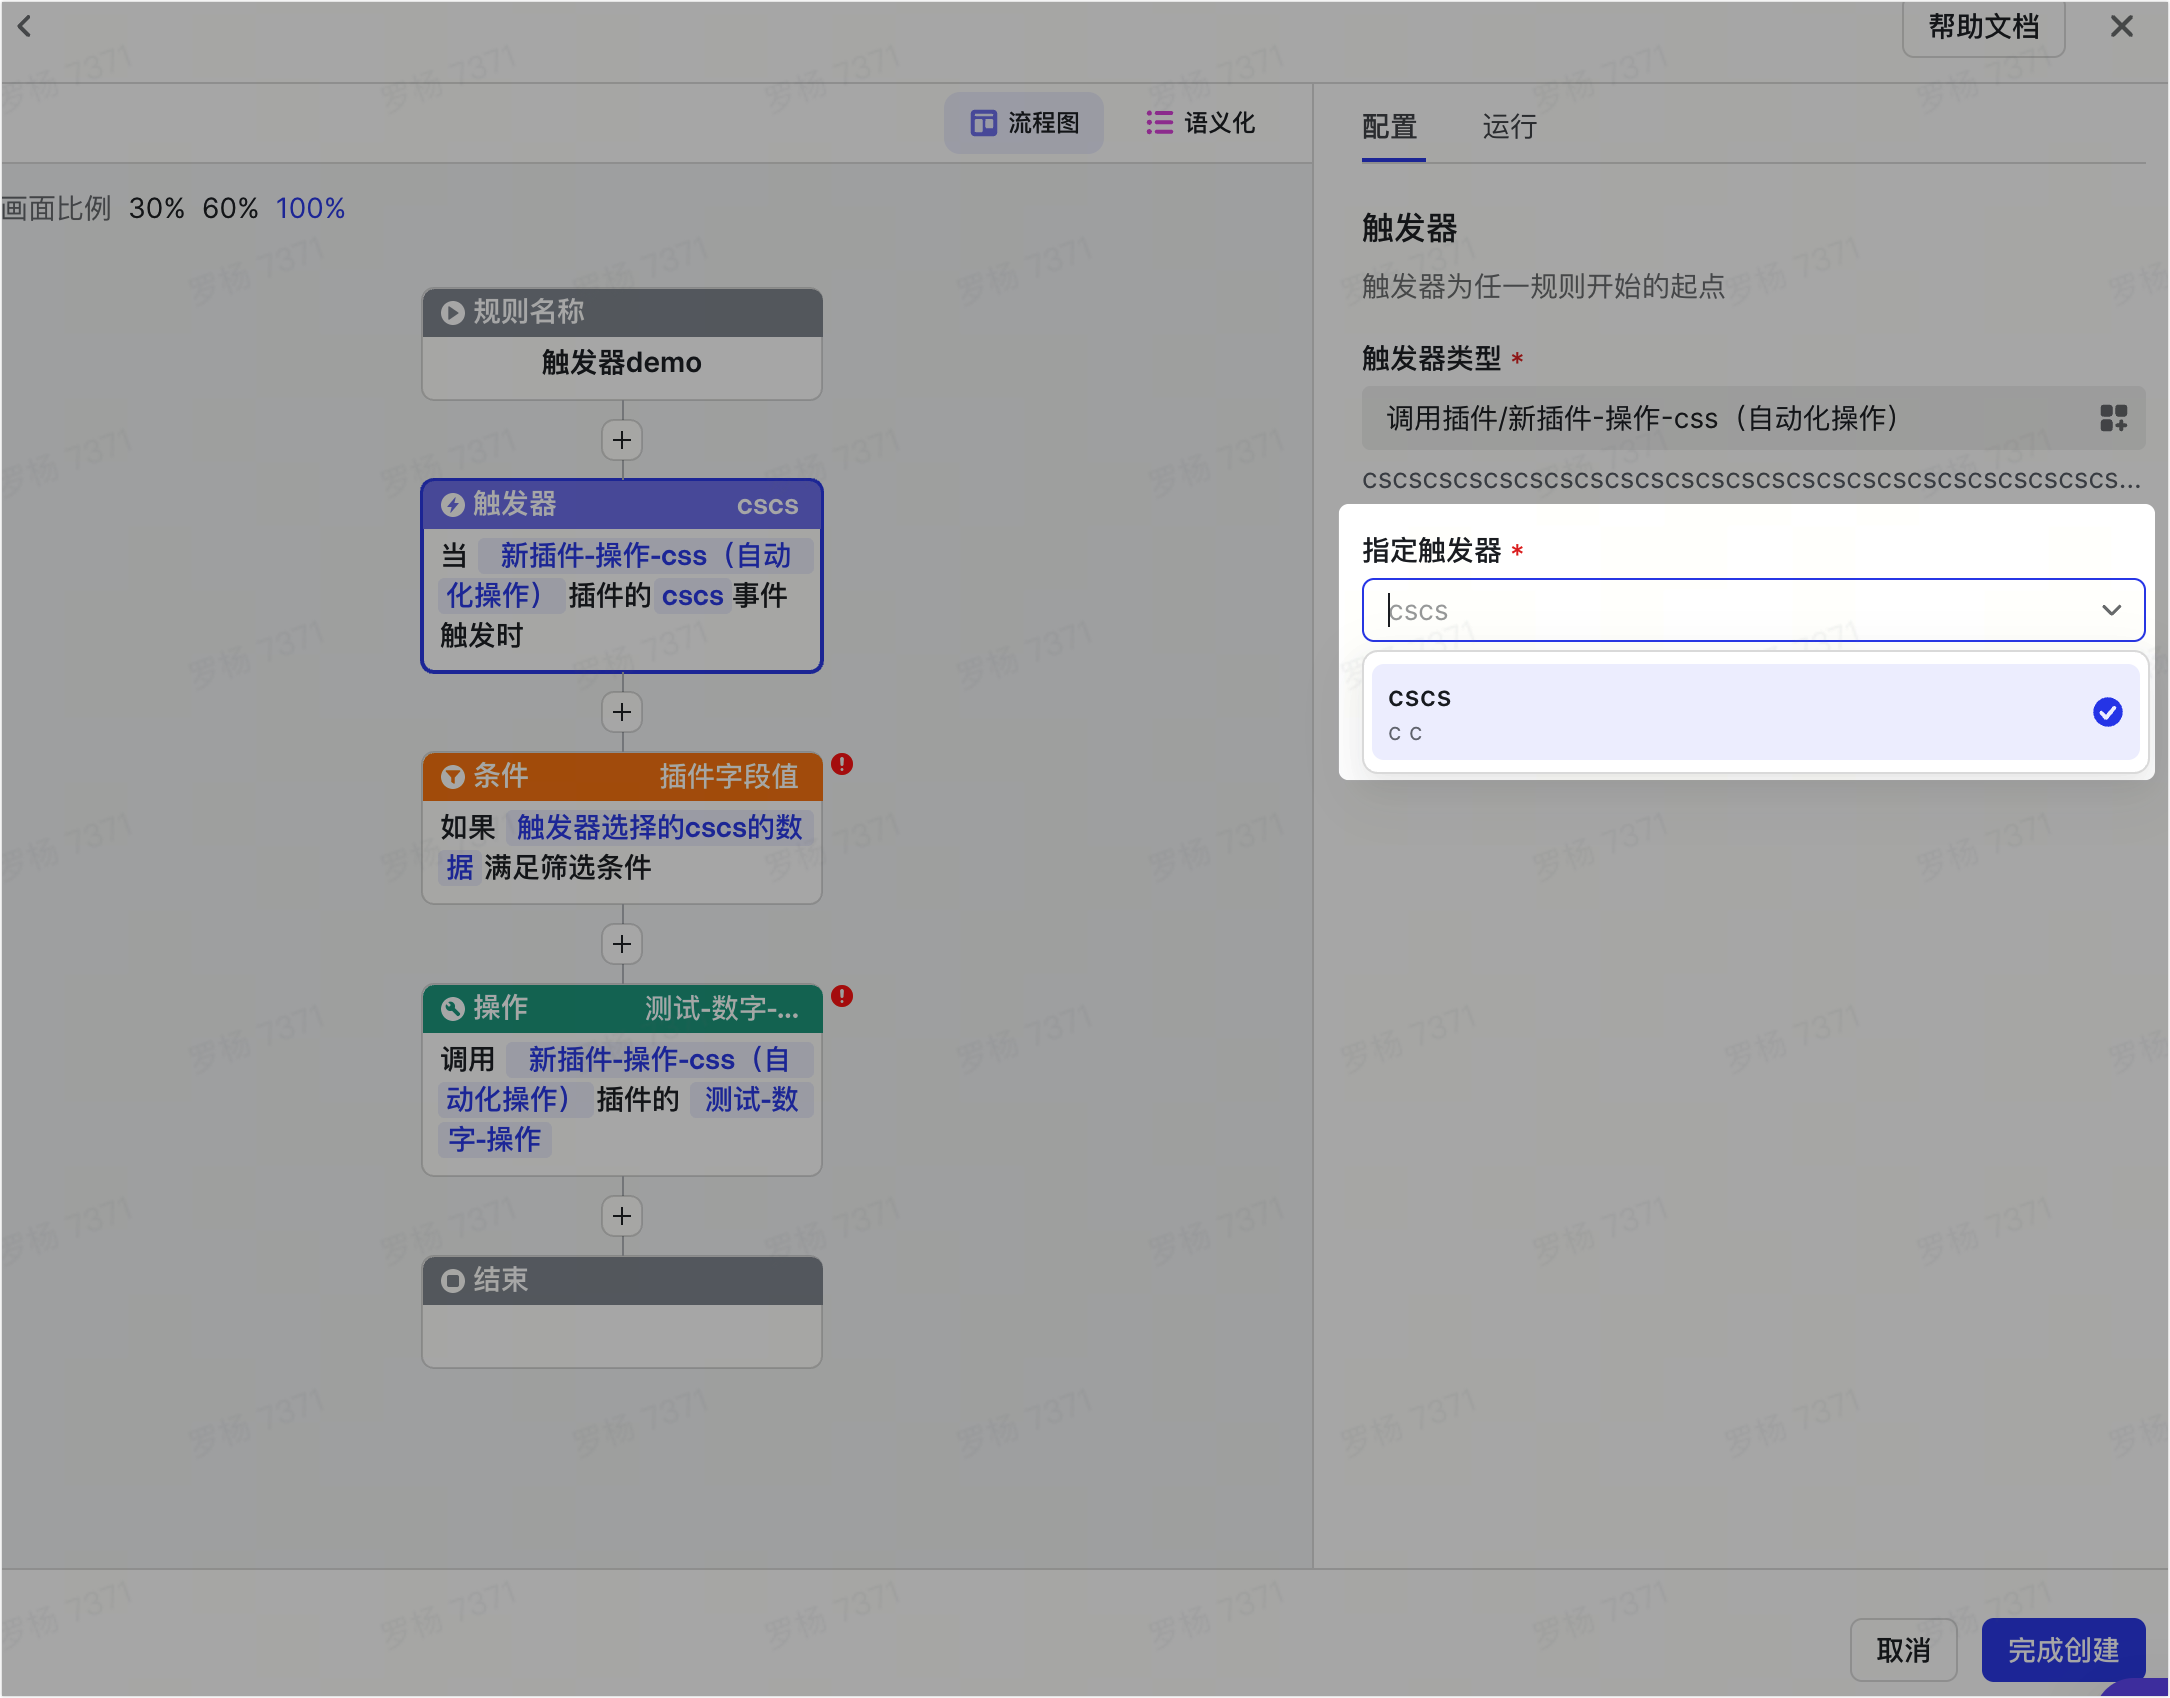 帮助文档
流程图
语义化
画面比例 30% 60% 100%
规则名称
触发器demo
触发器 cscs
当 新插件-操作-css（自动
化操作） 插件的 cscs 事件
触发时
条件 插件字段值
如果 触发器选择的cscs的数
据 满足筛选条件
操作 测试-数字-...
调用 新插件-操作-css（自
动化操作） 插件的 测试-数
字-操作
结束
配置 运行
触发器
触发器为任一规则开始的起点
触发器类型 *
调用插件/新插件-操作-css（自动化操作）
cscscscscscscscscscscscscscscscscscscscscscscscscs...
指定触发器 *
cscs
cscs
c c
取消
完成创建
罗杨 7371